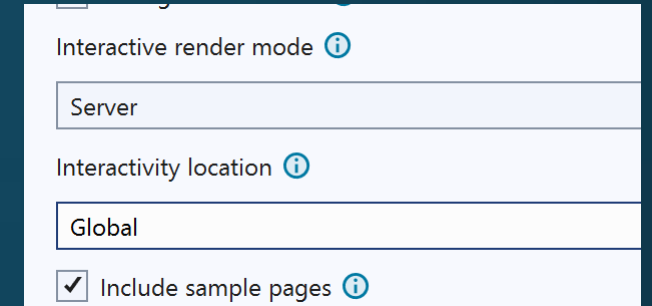 Interactive render mode
Server
Interactivity location
Global
Include sample pages